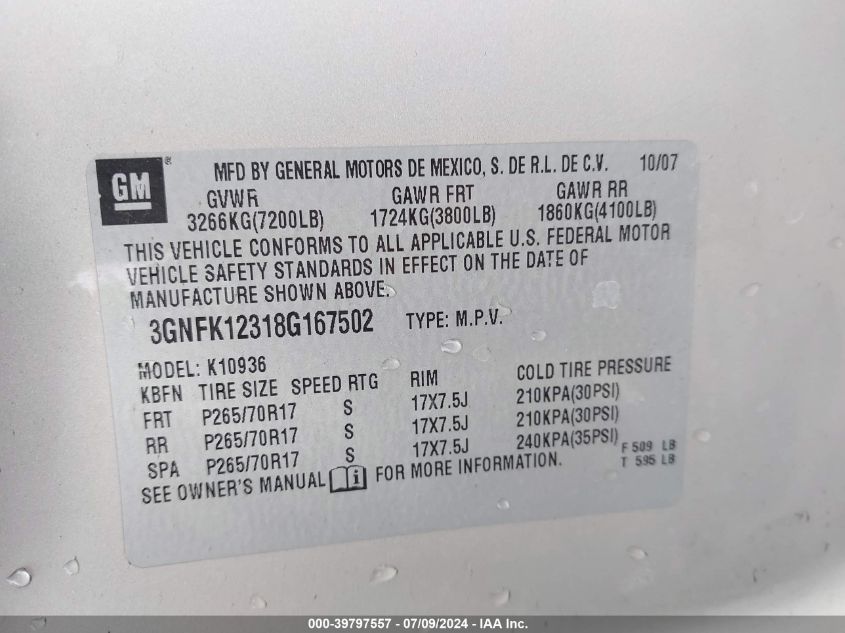 GM ® MFD BY GENERAL MOTORS DE MEXICO, S. DE R.L. DE C.V. 10/07
GVWR GAWR FRT GAWR RR
3266KG(7200LB) 1724KG(3800LB) 1860KG(4100LB)
THIS VEHICLE CONFORMS TO ALL APPLICABLE U.S. FEDERAL MOTOR
VEHICLE SAFETY STANDARDS IN EFFECT ON THE DATE OF
MANUFACTURE SHOWN ABOVE.
3GNFK12318G167502 TYPE: M.P.V.
MODEL: K10936
KBFN TIRE SIZE SPEED RTG RIM COLD TIRE PRESSURE
FRT P265/70R17 S 17X7.5J 210KPA(30PSI)
RR P265/70R17 S 17X7.5J 210KPA(30PSI)
SPA P265/70R17 S 17X7.5J 240KPA(35PSI) F 509 LB
SEE OWNER'S MANUAL i FOR MORE INFORMATION. T 595 LB
000-39797557 - 07/09/2024 - IAA Inc.